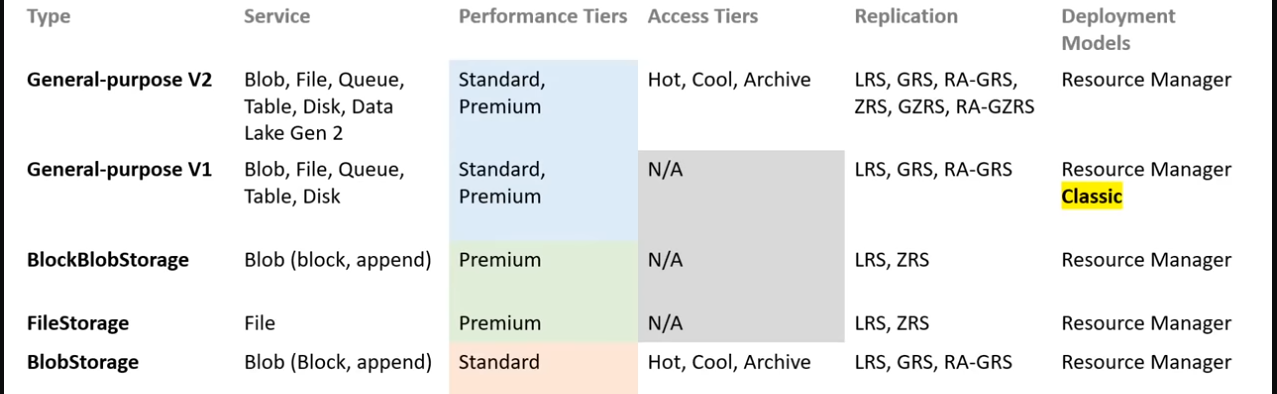 Type Service Performance Tiers Access Tiers Replication Deployment
Models
General-purpose V2 Blob, File, Queue, Standard, Hot, Cool, Archive LRS, GRS, RA-GRS, Resource Manager
Table, Disk, Data Premium ZRS, GZRS, RA-GZRS
Lake Gen 2
General-purpose V1 Blob, File, Queue, Standard, N/A LRS, GRS, RA-GRS Resource Manager
Table, Disk Premium Classic
BlockBlobStorage Blob (block, append) Premium N/A LRS, ZRS Resource Manager
FileStorage File Premium N/A LRS, ZRS Resource Manager
BlobStorage Blob (Block, append) Standard Hot, Cool, Archive LRS, GRS, RA-GRS Resource Manager